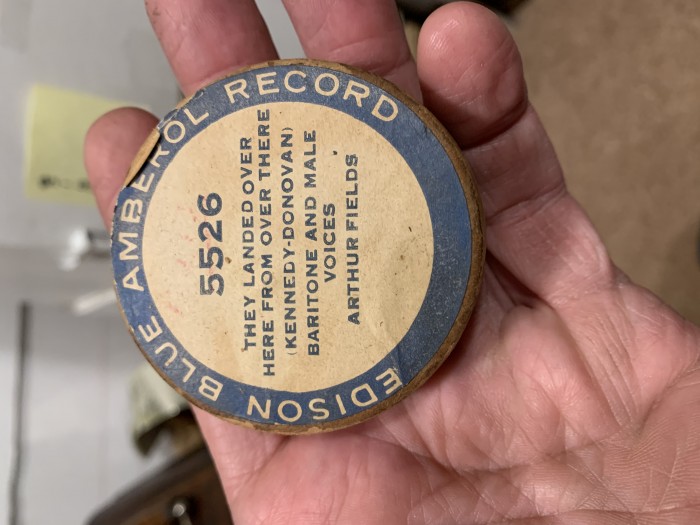 EDISON BLUE AMBEROL RECORD
5526
THEY LANDED OVER
HERE FROM OVER THERE
(KENNEDY-DONOVAN)
BARITONE AND MALE
VOICES
ARTHUR FIELDS